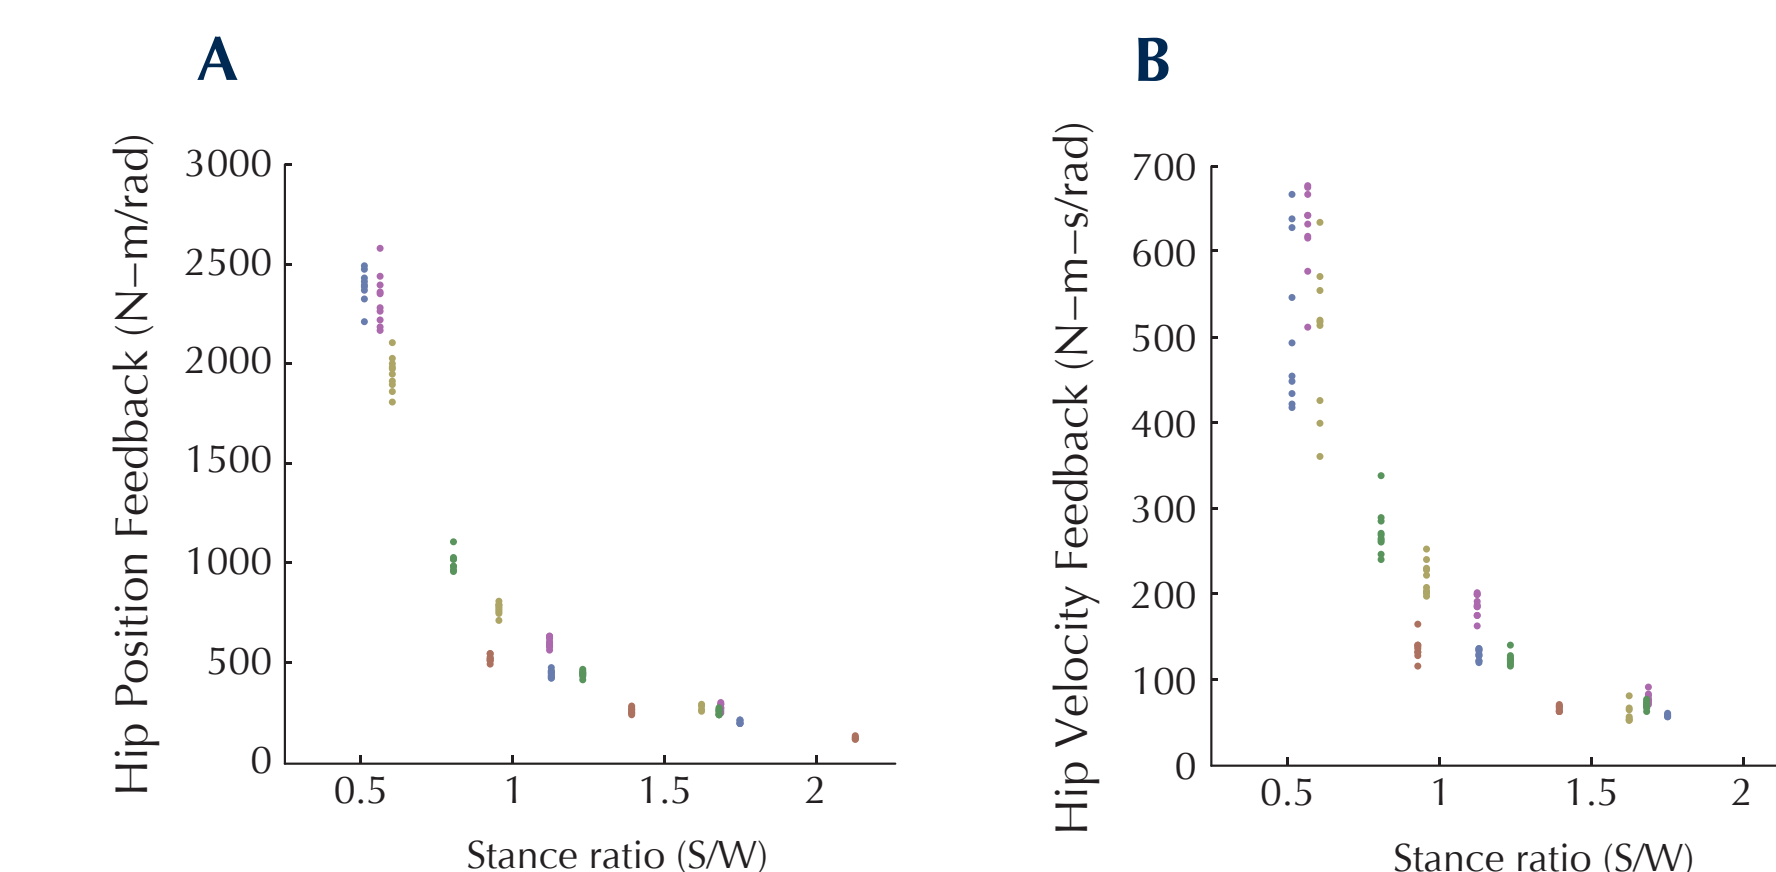 A
Hip Position Feedback (N–m/rad)
3000
2500
2000
1500
1000
500
0
0.5 1 1.5 2
Stance ratio (S/W)
B
Hip Velocity Feedback (N–m–s/rad)
700
600
500
400
300
200
100
0
0.5 1 1.5 2
Stance ratio (S/W)